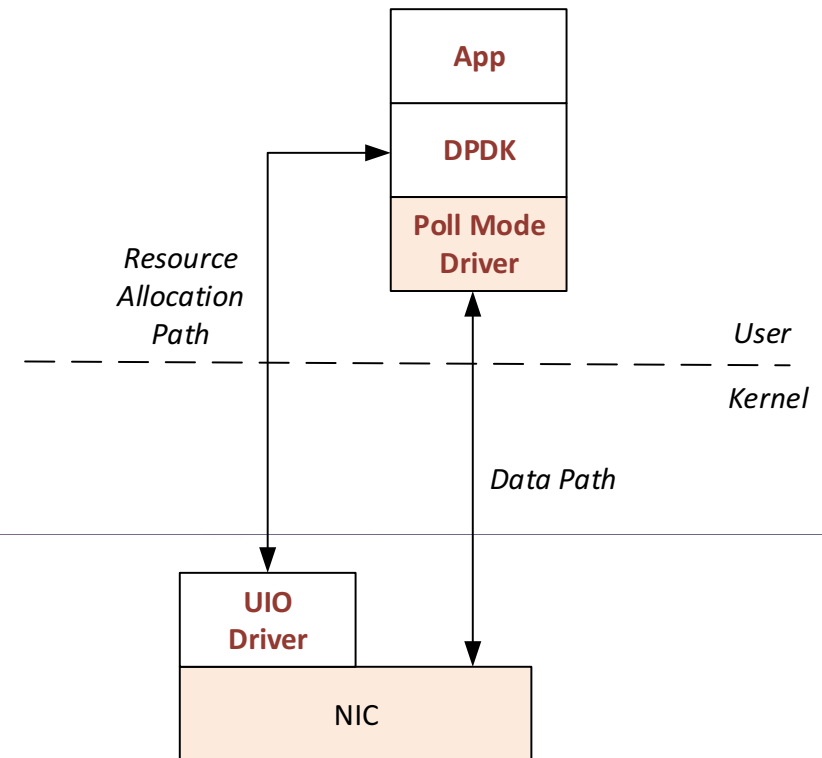 App
DPDK
Poll Mode
Driver
Resource
Allocation
Path
User
Kernel
Data Path
UIO
Driver
NIC